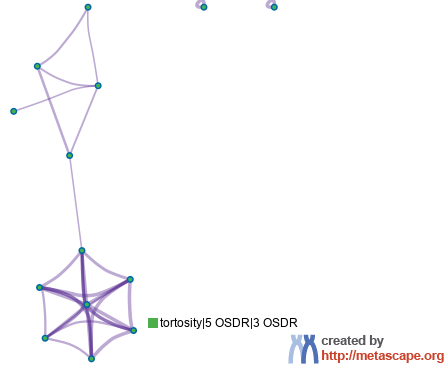 tortosity|5 OSDR|3 OSDR
created by
http://metascape.org